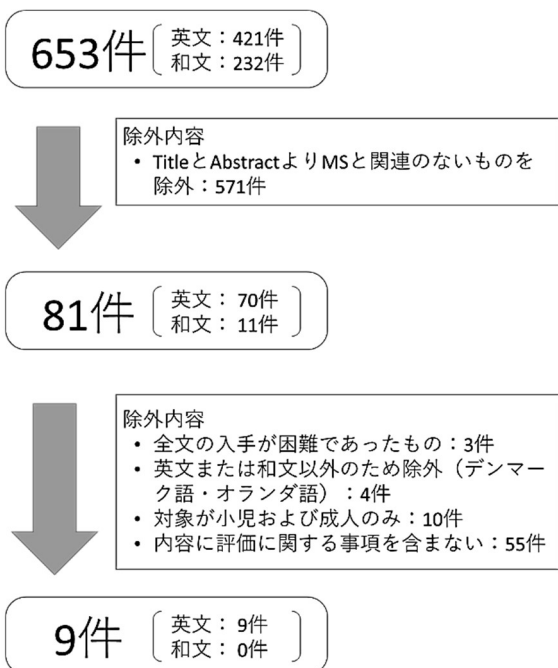 653件 英文：421件
和文：232件
除外内容
• TitleとAbstractよりMSと関連のないものを
除外：571件
81件 英文： 70件
和文： 11件
除外内容
• 全文の入手が困難であったもの：3件
• 英文または和文以外のため除外（デンマー
ク語・オランダ語）：4件
• 対象が小児および成人のみ：10件
• 内容に評価に関する事項を含まない：55件
9件 英文： 9件
和文： 0件